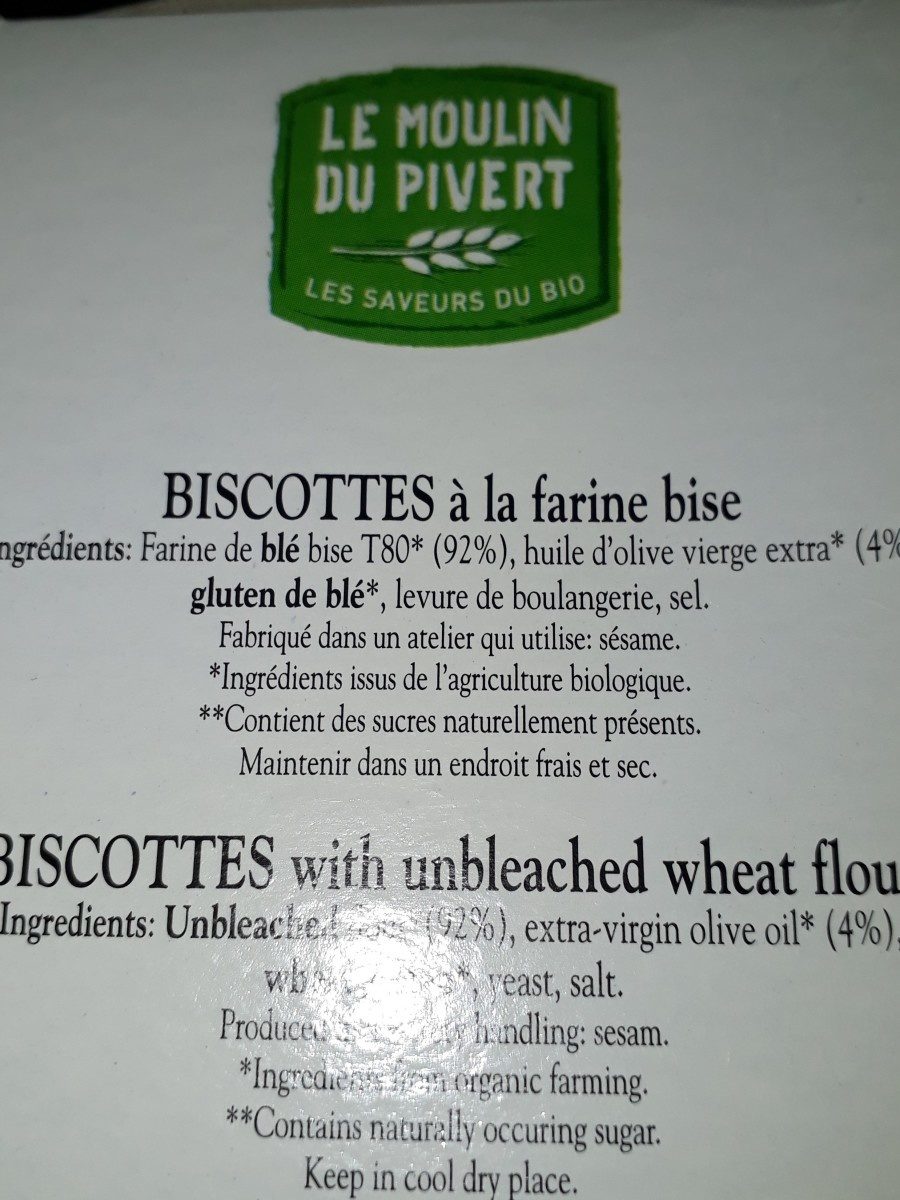 LE MOULIN
DU PIVERT
LES SAVEURS DU BIO
BISCOTTES à la farine bise
ngrédients: Farine de blé bise T80* (92%), huile d'olive vierge extra* (4%
gluten de blé*, levure de boulangerie, sel.
Fabriqué dans un atelier qui utilise: sésame.
*Ingrédients issus de l'agriculture biologique.
**Contient des sucres naturellement présents.
Maintenir dans un endroit frais et sec.
BISCOTTES with unbleached wheat flou
Ingredients: Unbleached (92%), extra-virgin olive oil* (4%),
yeast, salt.
Produced handling: sesam.
*Ingredients from organic farming.
**Contains naturally occuring sugar.
Keep in cool dry place.